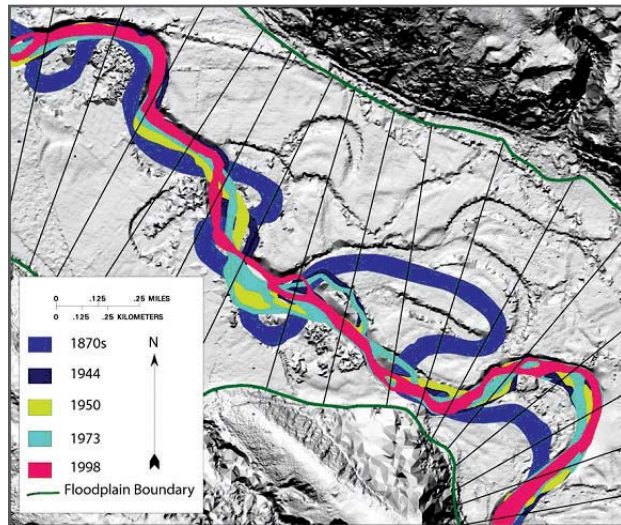 0 .125 .25 MILES
0 .125 .25 KILOMETERS
1870s
N
1944
1950
1973
1998
Floodplain Boundary